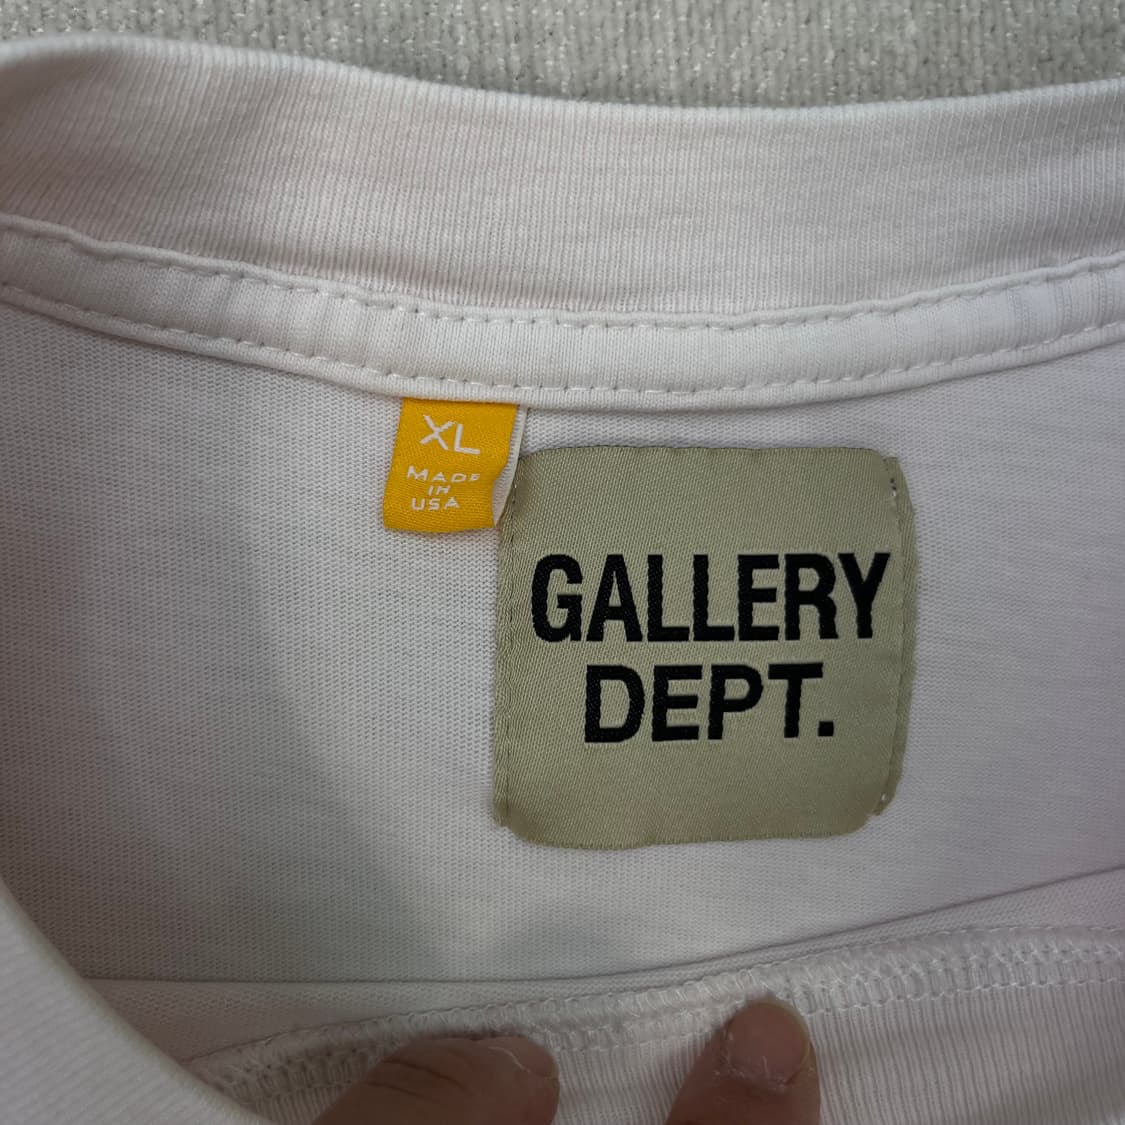 XL
MADE
IN
USA
GALLERY
DEPT.